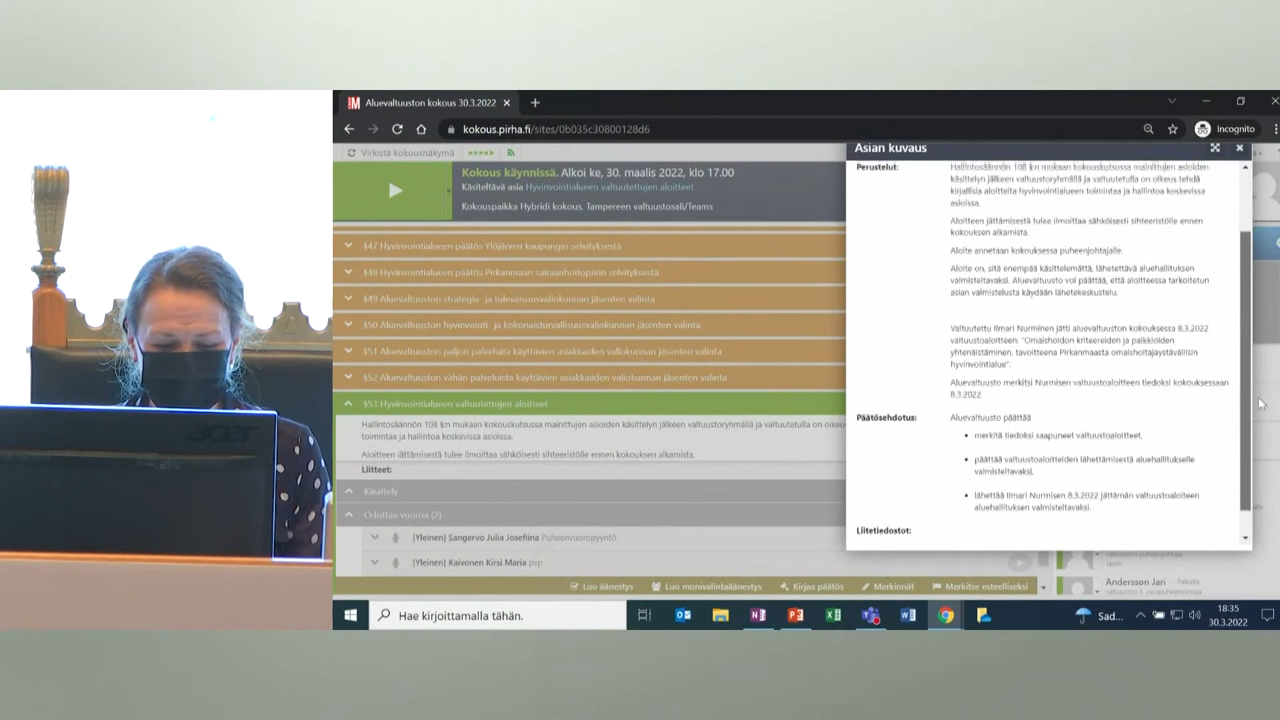 Aluevaltuuston kokous 30.3.2022
kokous.pirha.fi/sites/0b035c30800128d6
Incognito
Virkistä kokousnäkymä
Kokous käynnissä. Alkoi ke, 30. maalis 2022, klo 17.00
Käsiteltävä asia Hyvinvointialueen valtuutettujen aloitteet
Kokouspaikka Hybridi kokous, Tampereen valtuustosali/Teams
§47 Hyvinvointialueen päätös Ylöjärven kaupungin selvityksestä
§48 Hyvinvointialueen päätös Pirkanmaan sairaanhoitopiirin selvityksestä
§49 Aluevaltuuston strategia- ja tulevaisuusvaliokunnan jäsenten valinta
§50 Aluevaltuuston hyvinvointi- ja kokonaisturvallisuusvaliokunnan jäsenten valinta
§51 Aluevaltuuston paljon palveluita käyttävien asiakkaiden valiokunnan jäsenten valinta
§52 Aluevaltuuston vähän palveluista käyttävien asiakkaiden valiokunnan jäsenten valinta
§53 Hyvinvointialueen valtuutettujen aloitteet
Hallintosäännön 108 §:n mukaan kokouskutsussa mainittujen asioiden käsittelyn jälkeen valtuustoryhmällä ja valtuutetulla on oikeus
toimintaa ja hallintoa koskevissa asioissa.
Aloitteen jättämisestä tulee ilmoittaa sähköisesti sihteeristölle ennen kokouksen alkamista.
Liitteet:
Käsittely
Odottaa vuoroa (2)
[Yleinen] Sangervo Julia Josefiina Puheenvuoropyyntö
[Yleinen] Kaivonen Kirsi Maria pvp
Luo äänestys Luo monivalintaäänestys Kirjaa päätös Merkinnät Merkitse esteelliseksi
Asian kuvaus
Perustelut:
Hallintosäännön 108 §:n mukaan kokouskutsussa mainittujen asioiden
käsittelyn jälkeen valtuustoryhmällä ja valtuutetulla on oikeus tehdä
kirjallisia aloitteita hyvinvointialueen toimintaa ja hallintoa koskevissa
asioissa.
Aloitteen jättämisestä tulee ilmoittaa sähköisesti sihteeristölle ennen
kokouksen alkamista.
Aloite annetaan kokouksessa puheenjohtajalle.
Aloite on, sitä enempää käsittelemättä, lähetettävä aluehallituksen
valmisteltavaksi. Aluevaltuusto voi päättää, että aloitteessa tarkoitetun
asian valmistelusta käydään lähetekeskustelu.
Valtuutettu Ilmari Nurminen jätti aluevaltuuston kokouksessa 8.3.2022
valtuustoaloitteen: "Omaishoidon kriteereiden ja palkkioiden
yhtenäistäminen, tavoitteena Pirkanmaasta omaishoitajaystävällisin
hyvinvointialue".
Aluevaltuusto merkitsi Nurmisen valtuustoaloitteen tiedoksi kokouksessaan
8.3.2022
Päätösehdotus:
Aluevaltuusto päättää
• merkitä tiedoksi saapuneet valtuustoaloitteet,
• päättää valtuustoaloitteiden lähettämisestä aluehallitukselle
valmisteltavaksi,
• lähettää Ilmari Nurmisen 8.3.2022 jättämän valtuustoaloitteen
aluehallituksen valmisteltavaksi.
Liitetiedostot:
Andersson Jari
Hae kirjoittamalla tähän.
Sad...
18:35
30.3.2022